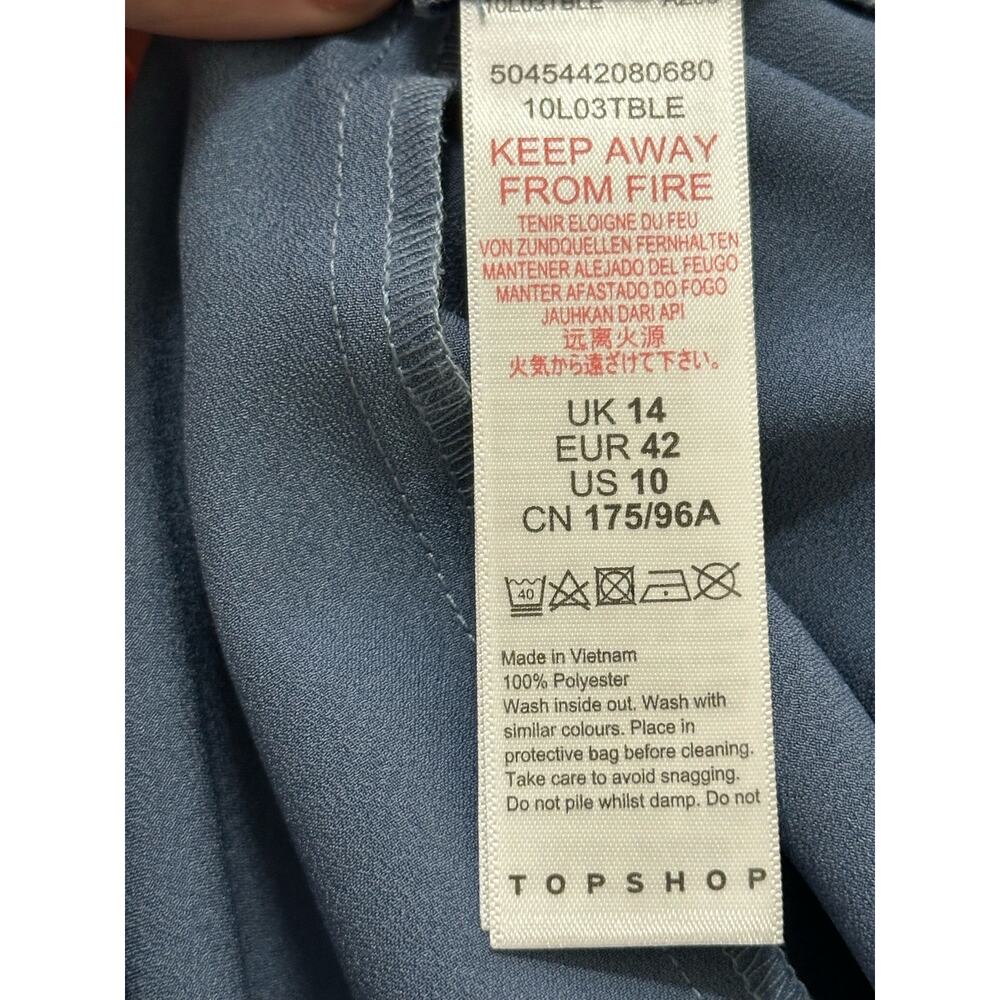 10L03TBLE
5045442080680
10L03TBLE
KEEP AWAY
FROM FIRE
TENIR ELOIGNE DU FEU
VON ZUNDQUELLEN FERNHALTEN
MANTENER ALEJADO DEL FEUGO
MANTER AFASTADO DO FOGO
JAUHKAN DARI API
远离火源
火気から遠ざけて下さい。
UK 14
EUR 42
US 10
CN 175/96A
40
Made in Vietnam
100% Polyester
Wash inside out. Wash with
similar colours. Place in
protective bag before cleaning.
Take care to avoid snagging.
Do not pile whilst damp. Do not
TOPSHOP